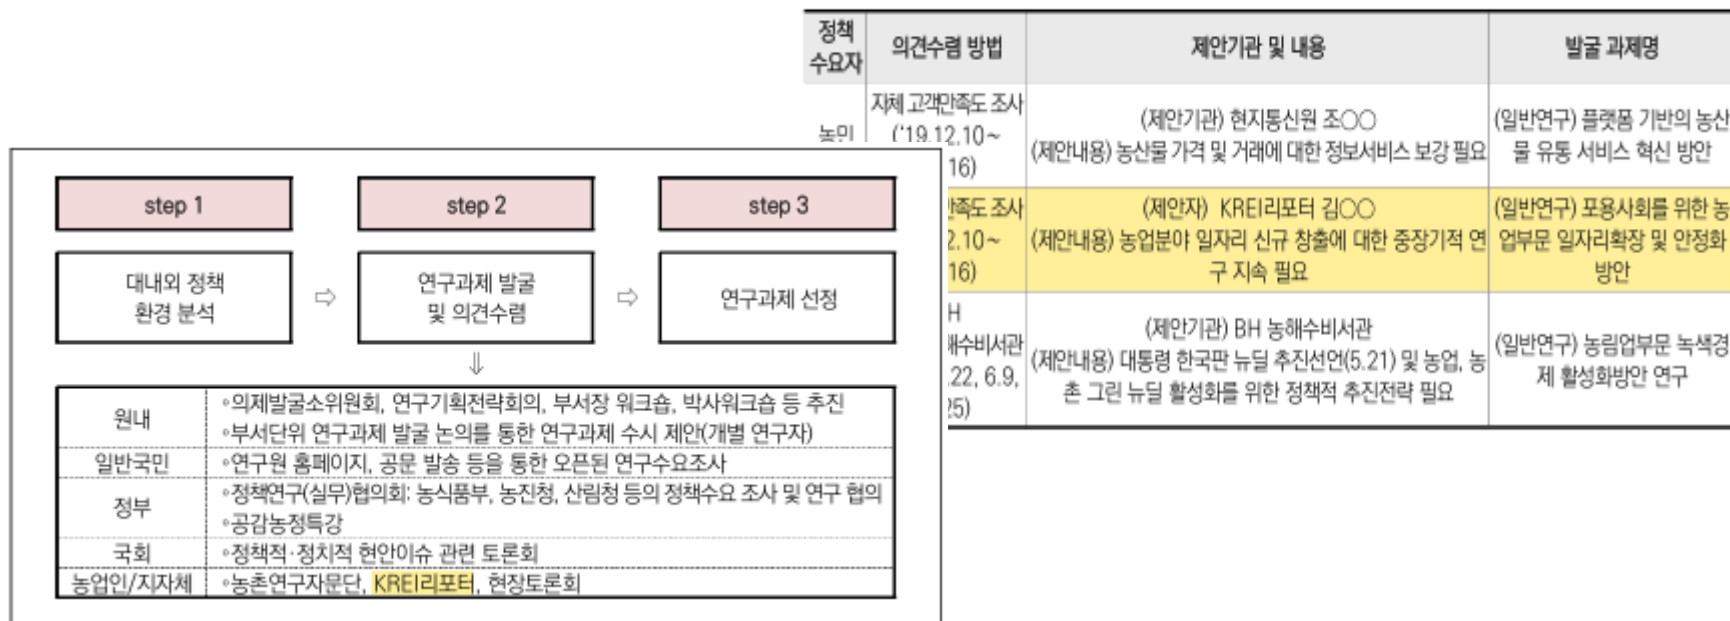 정책
수요자
의견수렴 방법
제안기관 및 내용
발굴 과제명
농민
자체 고객만족도 조사
('19.12.10~
16)
(제안기관) 현지통신원 조○○
(제안내용) 농산물 가격 및 거래에 대한 정보서비스 보강 필요
(일반연구) 플랫폼 기반의 농산
물 유통 서비스 혁신 방안
만족도 조사
2.10~
16)
(제안자) KREI리포터 김○○
(제안내용) 농업분야 일자리 신규 창출에 대한 중장기적 연
구 지속 필요
(일반연구) 포용사회를 위한 농
업부문 일자리확장 및 안정화
방안
H
해수비서관
.22, 6.9,
25)
(제안기관) BH 농해수비서관
(제안내용) 대통령 한국판 뉴딜 추진선언(5.21) 및 농업, 농
촌 그린 뉴딜 활성화를 위한 정책적 추진전략 필요
(일반연구) 농림업부문 녹색경
제 활성화방안 연구
step 1
step 2
step 3
대내외 정책
환경 분석
⇨
연구과제 발굴
및 의견수렴
⇨
연구과제 선정
⇓
원내
◦의제발굴소위원회, 연구기획전략회의, 부서장 워크숍, 박사워크숍 등 추진
◦부서단위 연구과제 발굴 논의를 통한 연구과제 수시 제안(개별 연구자)
일반국민
◦연구원 홈페이지, 공문 발송 등을 통한 오픈된 연구수요조사
정부
◦정책연구(실무)협의회: 농식품부, 농진청, 산림청 등의 정책수요 조사 및 연구 협의
◦공감농정특강
국회
◦정책적·정치적 현안이슈 관련 토론회
농업인/지자체
◦농촌연구자문단, KREI리포터, 현장토론회